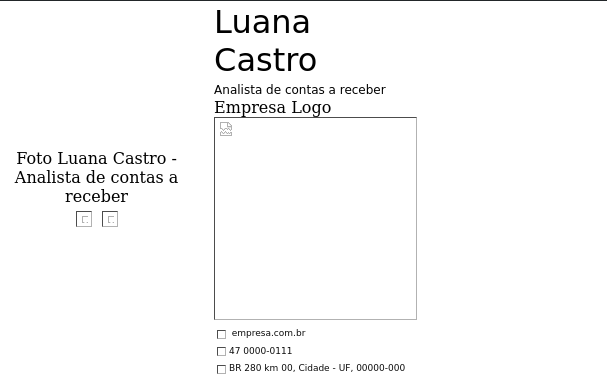 Luana
Castro
Analista de contas a receber
Empresa Logo
Foto Luana Castro -
Analista de contas a
receber
empresa.com.br
47 0000-0111
BR 280 km 00, Cidade - UF, 00000-000